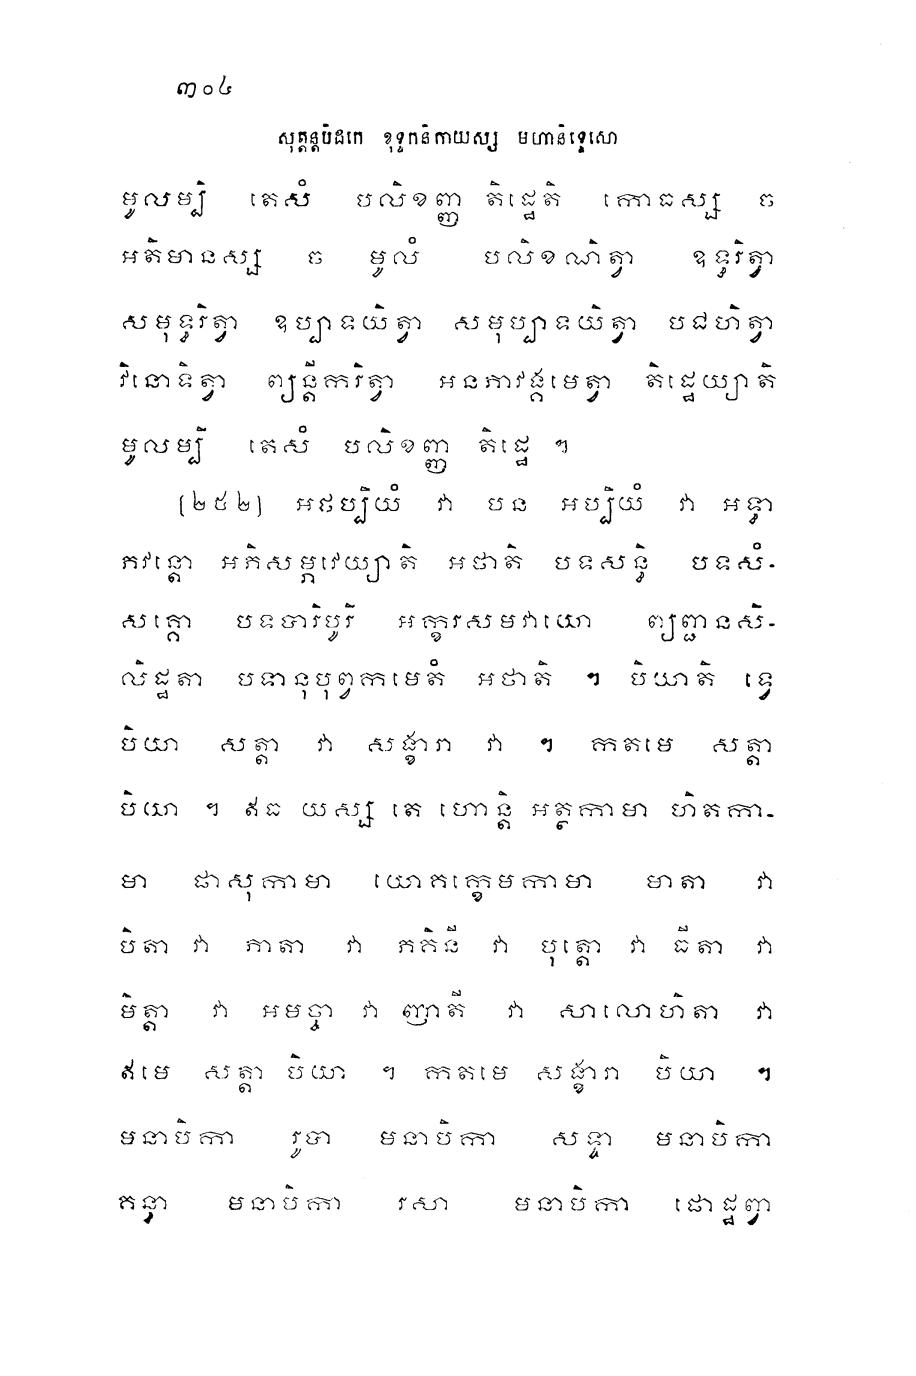 ៣០៤
សុត្តន្តបិដកេ ខុទ្ទកនិកាយស្ស មហានិទ្ទេសោ
មូលម្បិ តេសំ បលិខញ្ញ តិដ្ឋេតិ កោធស្ស ច
អតិមានស្ស ច មូលំ បលិខណិត្វា ឧទ្ធរិត្វា
សមុទ្ធរិត្វា ឧប្បាទយិត្វា សមុប្បាទយិត្វា បជហិត្វា
វិនោទិត្វា ព្យន្តីករិត្វា អនភាវង្គមេត្វា តិដ្ឋេយ្យាតិ
មូលម្បិ តេសំ បលិខញ្ញ តិដ្ឋេ ។
(២៥២) អថប្បិយំ វា បន អប្បិយំ វា អទ្ធា
ភវន្តោ អភិសម្ភវេយ្យាតិ អថាតិ បទសន្ធិ បទសំ-
សគ្គោ បទបារិបូរី អក្ខរសមវាយោ ព្យញ្ជនសិ-
លិដ្ឋតា បទានុបុព្វកមេតំ អថាតិ ។ បិយាតិ ទ្វេ
បិយា សត្តា វា សង្ខារា វា ។ កតមេ សត្តា
បិយា ។ ឥធ យស្ស តេ ហោន្តិ អត្ថកាមា ហិតកា-
មា ផាសុកាមា យោគក្ខេមកាមា មាតា វា
បិតា វា ភាតា វា ភគិនី វា បុត្តោ វា ធីតា វា
មិត្តា វា អមច្ចា វា ញាតី វា សាលោហិតា វា
ឥមេ សត្តា បិយា ។ កតមេ សង្ខារា បិយា ។
មនាបិកា រូបា មនាបិកា សទ្ទា មនាបិកា
គន្ធា មនាបិកា រសា មនាបិកា ផោដ្ឋព្វា